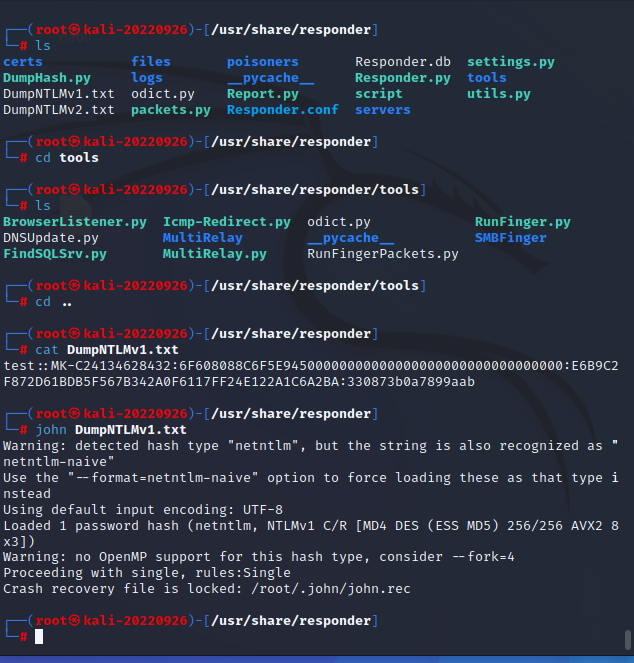 ┌──(root㉿kali-20220926)-[/usr/share/responder]
└─# ls
certs files poisoners Responder.db settings.py
DumpHash.py logs __pycache__ Responder.py tools
DumpNTLMv1.txt odict.py Report.py script utils.py
DumpNTLMv2.txt packets.py Responder.conf servers
┌──(root㉿kali-20220926)-[/usr/share/responder]
└─# cd tools
┌──(root㉿kali-20220926)-[/usr/share/responder/tools]
└─# ls
BrowserListener.py Icmp-Redirect.py odict.py RunFinger.py
DNSUpdate.py MultiRelay __pycache__ SMBFinger
FindSQLSrv.py MultiRelay.py RunFingerPackets.py
┌──(root㉿kali-20220926)-[/usr/share/responder/tools]
└─# cd ..
┌──(root㉿kali-20220926)-[/usr/share/responder]
└─# cat DumpNTLMv1.txt
test::MK-C24134628432:6F608088C6F5E94500000000000000000000000000000000:E6B9C2
F872D61BDB5F567B342A0F6117FF24E122A1C6A2BA:330873b0a7899aab
┌──(root㉿kali-20220926)-[/usr/share/responder]
└─# john DumpNTLMv1.txt
Warning: detected hash type "netntlm", but the string is also recognized as "
netntlm-naive"
Use the "--format=netntlm-naive" option to force loading these as that type i
nstead
Using default input encoding: UTF-8
Loaded 1 password hash (netntlm, NTLMv1 C/R [MD4 DES (ESS MD5) 256/256 AVX2 8
x3])
Warning: no OpenMP support for this hash type, consider --fork=4
Proceeding with single, rules:Single
Crash recovery file is locked: /root/.john/john.rec
┌──(root㉿kali-20220926)-[/usr/share/responder]
└─#